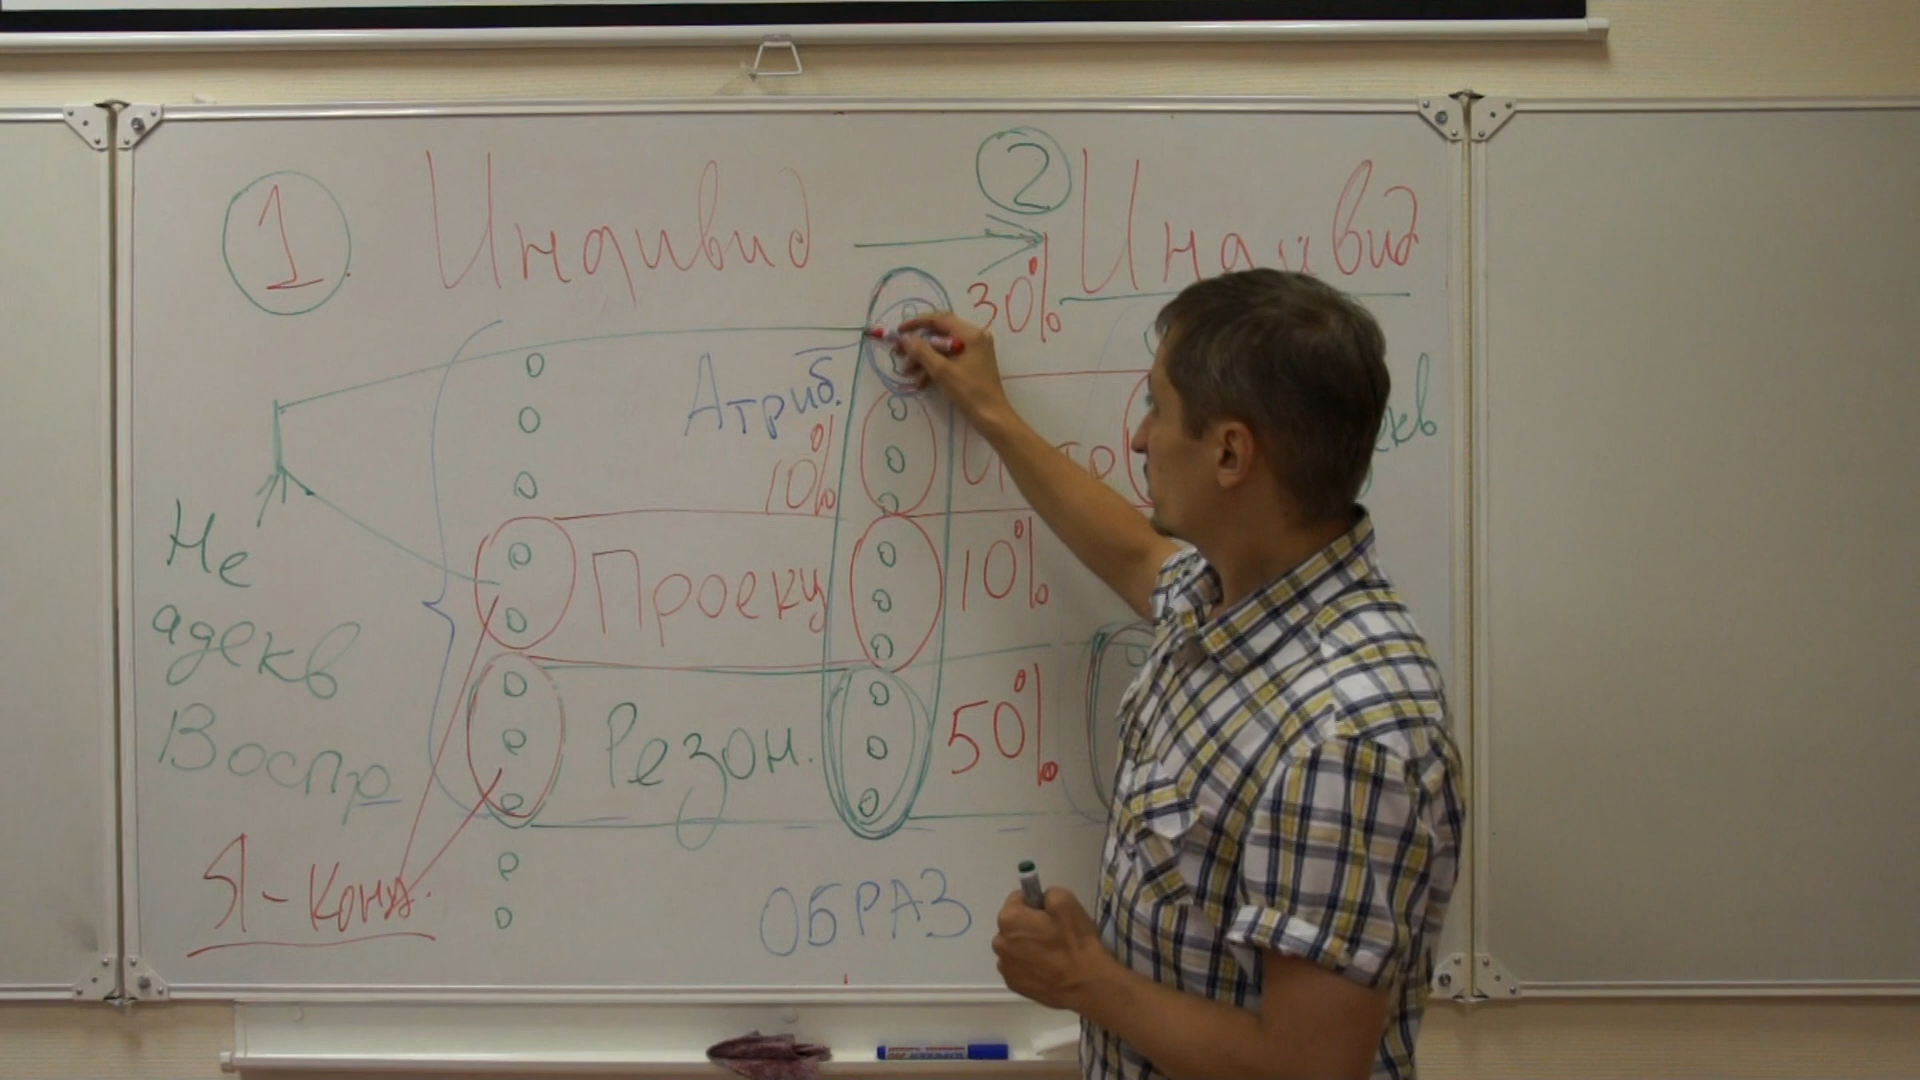 1 Индивид
2 Индивид
30%
Атриб.
10%
Проекц
10%
Резон.
50%
Не
адекв
Воспр
Я-конц.
ОБРАЗ